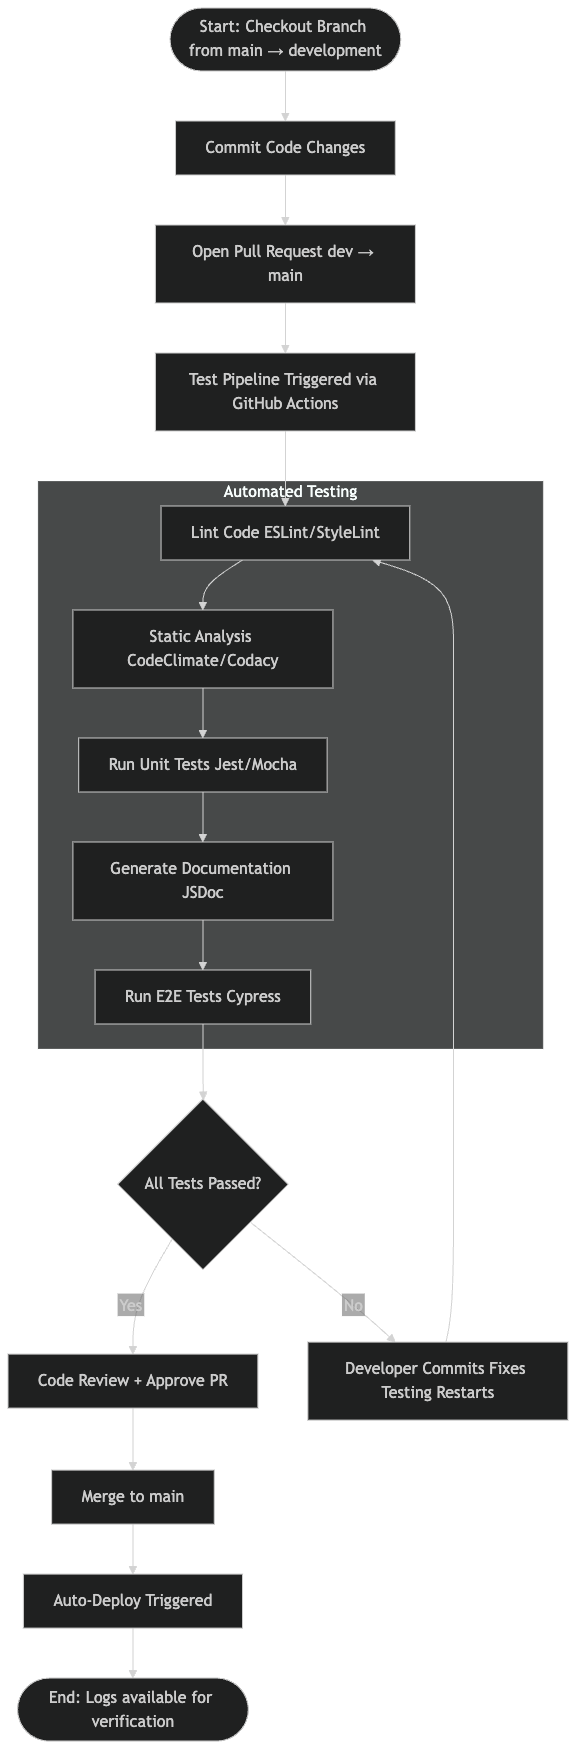 Start: Checkout Branch
from main → development
Commit Code Changes
Open Pull Request dev →
main
Test Pipeline Triggered via
GitHub Actions
Automated Testing
Lint Code ESLint/StyleLint
Static Analysis
CodeClimate/Codacy
Run Unit Tests Jest/Mocha
Generate Documentation
JSDoc
Run E2E Tests Cypress
All Tests Passed?
Yes
No
Code Review + Approve PR
Developer Commits Fixes
Testing Restarts
Merge to main
Auto-Deploy Triggered
End: Logs available for
verification